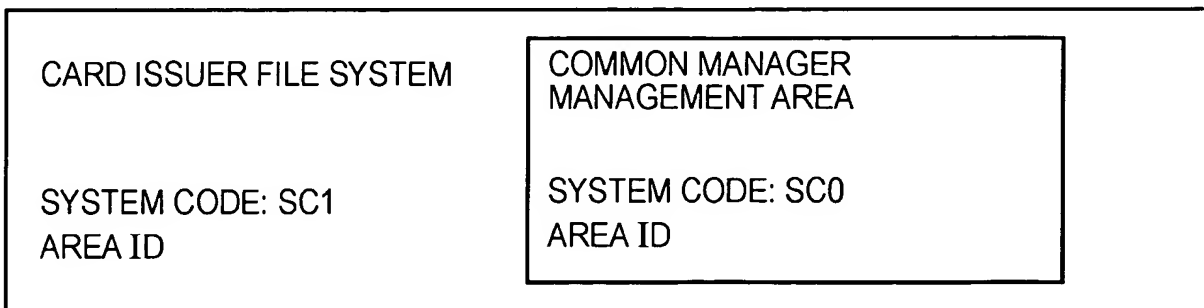 CARD ISSUER FILE SYSTEM
SYSTEM CODE: SC1
AREA ID
COMMON MANAGER
MANAGEMENT AREA
SYSTEM CODE: SC0
AREA ID